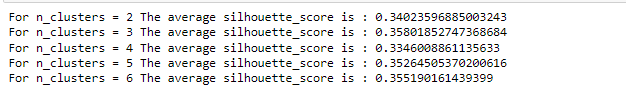 For n_clusters = 2 The average silhouette_score is : 0.34023596885003243
For n_clusters = 3 The average silhouette_score is : 0.35801852747368684
For n_clusters = 4 The average silhouette_score is : 0.3346008861135633
For n_clusters = 5 The average silhouette_score is : 0.35264505370200616
For n_clusters = 6 The average silhouette_score is : 0.355190161439399